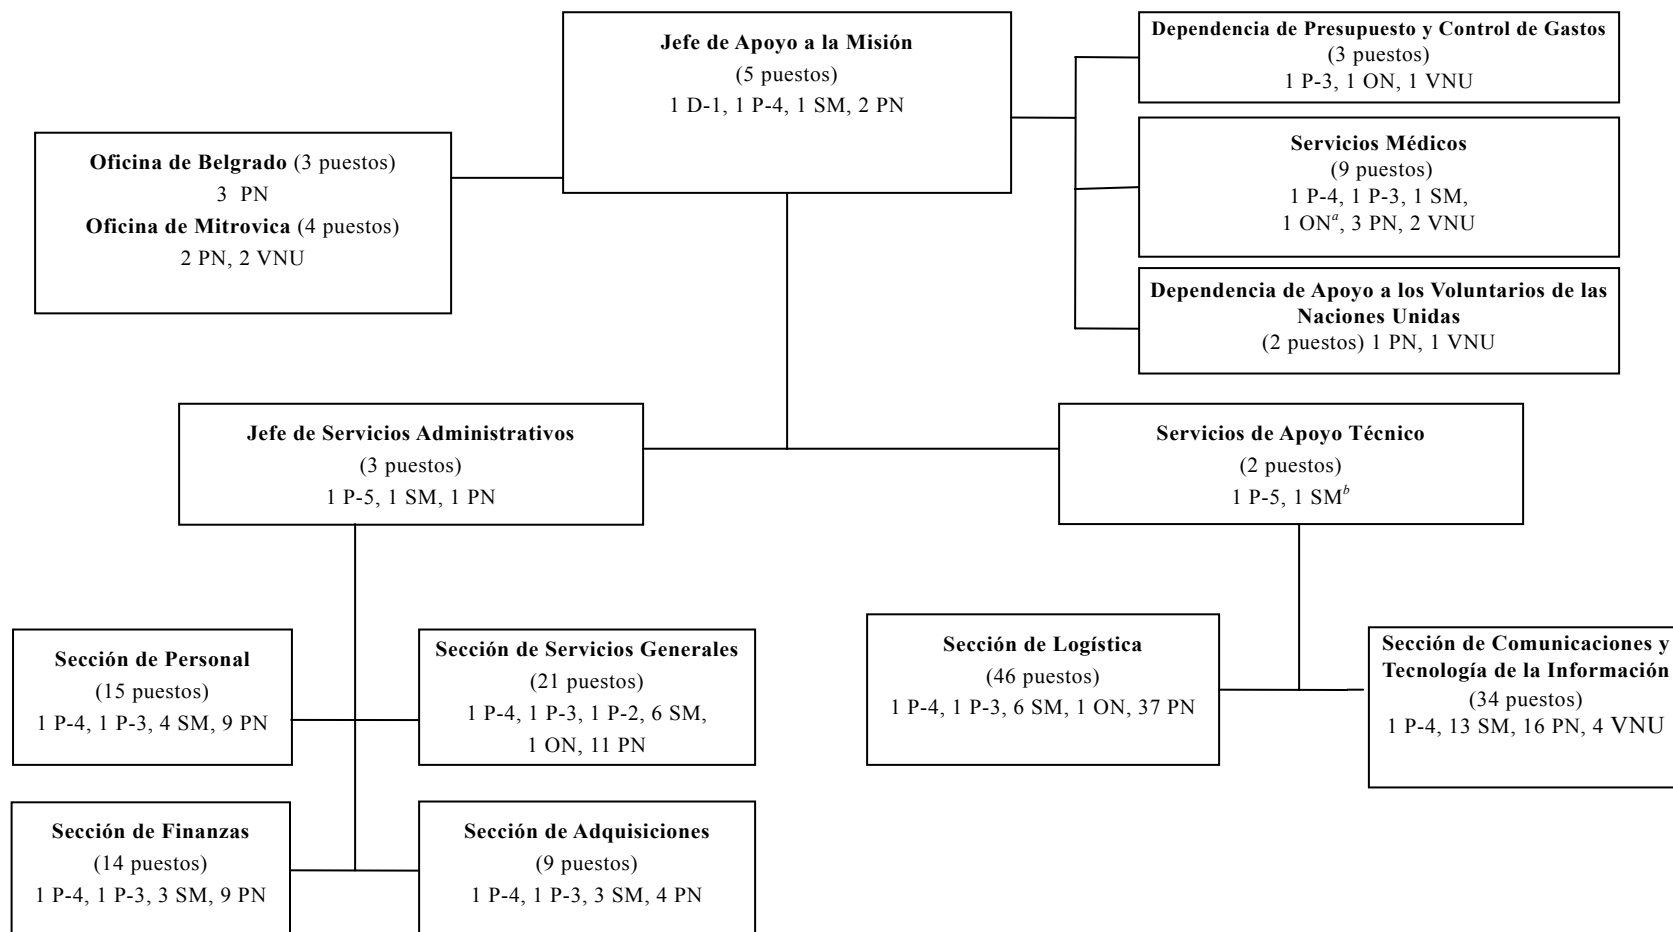 Jefe de Apoyo a la Misión
(5 puestos)
1 D-1, 1 P-4, 1 SM, 2 PN
Dependencia de Presupuesto y Control de Gastos
(3 puestos)
1 P-3, 1 ON, 1 VNU
Oficina de Belgrado (3 puestos)
3 PN
Oficina de Mitrovica (4 puestos)
2 PN, 2 VNU
Servicios Médicos
(9 puestos)
1 P-4, 1 P-3, 1 SM,
1 ONa, 3 PN, 2 VNU
Dependencia de Apoyo a los Voluntarios de las
Naciones Unidas
(2 puestos) 1 PN, 1 VNU
Jefe de Servicios Administrativos
(3 puestos)
1 P-5, 1 SM, 1 PN
Servicios de Apoyo Técnico
(2 puestos)
1 P-5, 1 SMb
Sección de Personal
(15 puestos)
1 P-4, 1 P-3, 4 SM, 9 PN
Sección de Servicios Generales
(21 puestos)
1 P-4, 1 P-3, 1 P-2, 6 SM,
1 ON, 11 PN
Sección de Logística
(46 puestos)
1 P-4, 1 P-3, 6 SM, 1 ON, 37 PN
Sección de Comunicaciones y
Tecnología de la Información
(34 puestos)
1 P-4, 13 SM, 16 PN, 4 VNU
Sección de Finanzas
(14 puestos)
1 P-4, 1 P-3, 3 SM, 9 PN
Sección de Adquisiciones
(9 puestos)
1 P-4, 1 P-3, 3 SM, 4 PN